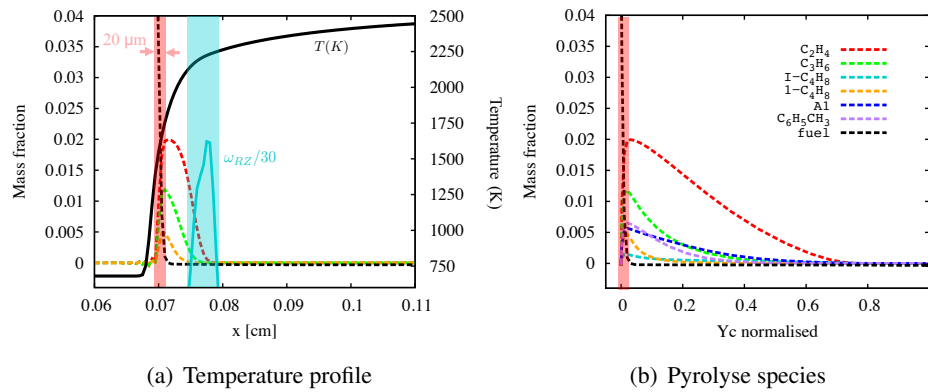 0.04
0.035
0.03
0.025
0.02
0.015
0.01
0.005
0
Mass fraction
20 μm
T(K)
ω_RZ/30
2500
2250
2000
1750
1500
1250
1000
750
Temperature (K)
0.06 0.07 0.08 0.09 0.1 0.11
x [cm]
(a) Temperature profile
0.04
0.035
0.03
0.025
0.02
0.015
0.01
0.005
0
Mass fraction
C₂H₄
C₃H₆
I-C₄H₈
1-C₄H₈
A1
C₆H₅CH₃
fuel
0 0.2 0.4 0.6 0.8
Yc normalised
(b) Pyrolyse species